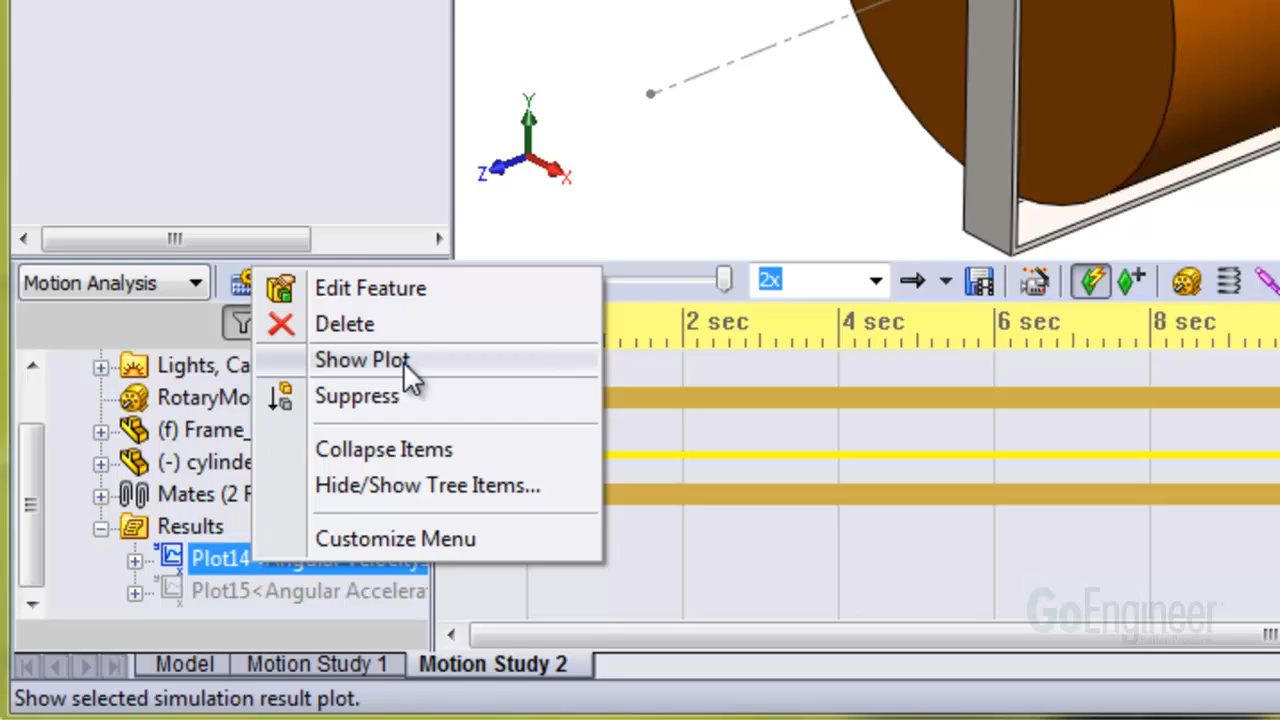 Y
Z
X
Motion Analysis
2x
Edit Feature
Delete
Show Plot
Suppress
Collapse Items
Hide/Show Tree Items...
Customize Menu
2 sec
4 sec
6 sec
8 sec
Lights, Ca
RotaryMo
(f) Frame_
(-) cylinde
Mates (2 F
Results
Plot14<Angular Velocity
Plot15<Angular Accelera
GoEngineer
Model
Motion Study 1
Motion Study 2
Show selected simulation result plot.